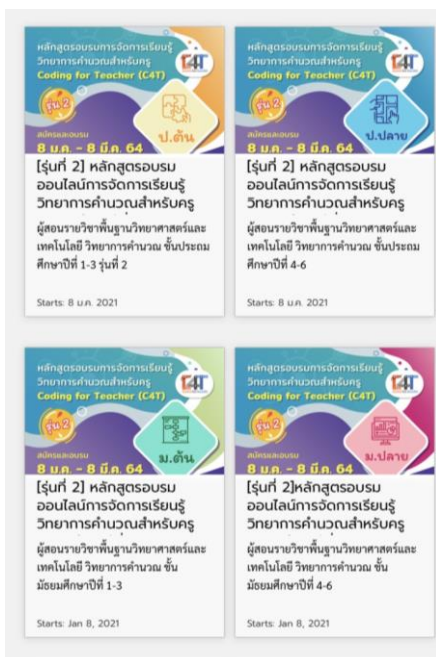 หลักสูตรอบรมการจัดการเรียนรู้
วิทยาการคำนวณสำหรับครู
Coding for Teacher (C4T)
C4T
รุ่น 2
สมัครและอบรม
8 ม.ค. - 8 มี.ค. 64
ป.ต้น
[รุ่นที่ 2] หลักสูตรอบรม
ออนไลน์การจัดการเรียนรู้
วิทยาการคำนวณสำหรับครู
ผู้สอนรายวิชาพื้นฐานวิทยาศาสตร์และ
เทคโนโลยี วิทยาการคำนวณ ชั้นประถม
ศึกษาปีที่ 1-3 รุ่นที่ 2
Starts: 8 ม.ค. 2021
หลักสูตรอบรมการจัดการเรียนรู้
วิทยาการคำนวณสำหรับครู
Coding for Teacher (C4T)
C4T
รุ่น 2
สมัครและอบรม
8 ม.ค. - 8 มี.ค. 64
ป.ปลาย
[รุ่นที่ 2] หลักสูตรอบรม
ออนไลน์การจัดการเรียนรู้
วิทยาการคำนวณสำหรับครู
ผู้สอนรายวิชาพื้นฐานวิทยาศาสตร์และ
เทคโนโลยี วิทยาการคำนวณ ชั้นประถม
ศึกษาปีที่ 4-6
Starts: 8 ม.ค. 2021
หลักสูตรอบรมการจัดการเรียนรู้
วิทยาการคำนวณสำหรับครู
Coding for Teacher (C4T)
C4T
รุ่น 2
สมัครและอบรม
8 ม.ค. - 8 มี.ค. 64
ม.ต้น
[รุ่นที่ 2] หลักสูตรอบรม
ออนไลน์การจัดการเรียนรู้
วิทยาการคำนวณสำหรับครู
ผู้สอนรายวิชาพื้นฐานวิทยาศาสตร์และ
เทคโนโลยี วิทยาการคำนวณ ชั้น
มัธยมศึกษาปีที่ 1-3
Starts: Jan 8, 2021
หลักสูตรอบรมการจัดการเรียนรู้
วิทยาการคำนวณสำหรับครู
Coding for Teacher (C4T)
C4T
รุ่น 2
สมัครและอบรม
8 ม.ค. - 8 มี.ค. 64
ม.ปลาย
[รุ่นที่ 2]หลักสูตรอบรม
ออนไลน์การจัดการเรียนรู้
วิทยาการคำนวณสำหรับครู
ผู้สอนรายวิชาพื้นฐานวิทยาศาสตร์และ
เทคโนโลยี วิทยาการคำนวณ ชั้น
มัธยมศึกษาปีที่ 4-6
Starts: Jan 8, 2021